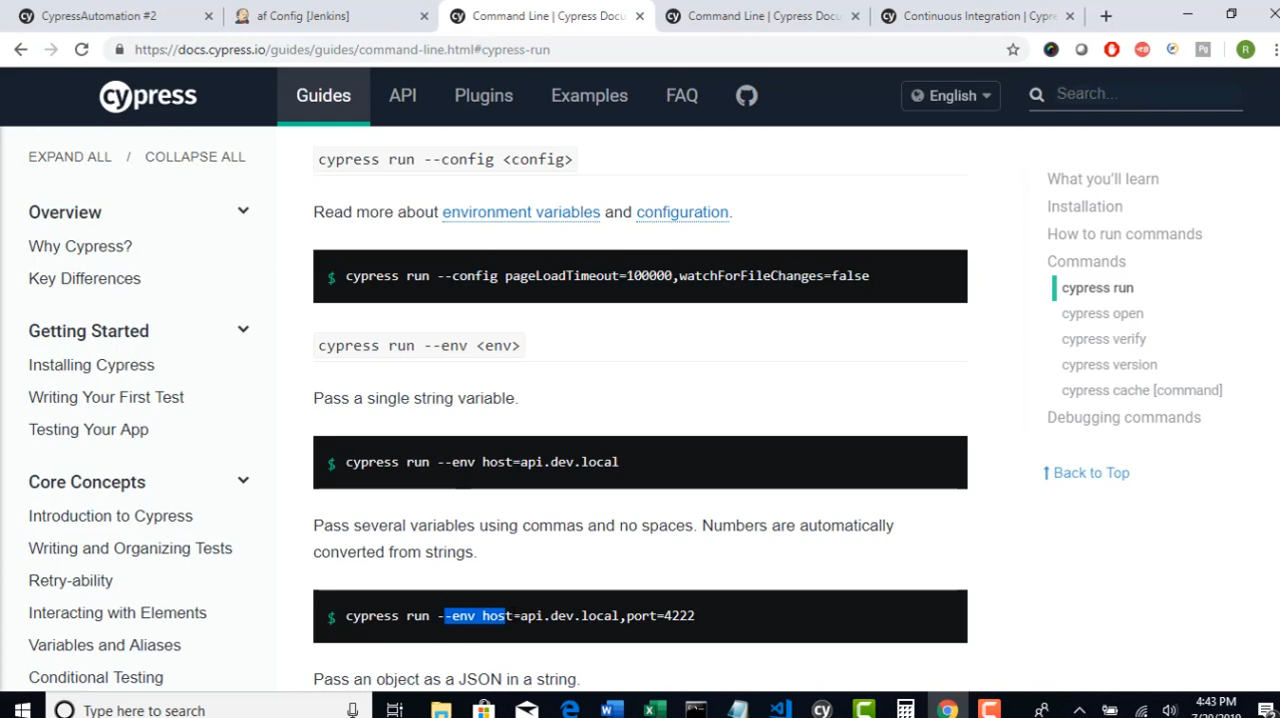 CypressAutomation #2
af Config [Jenkins]
Command Line | Cypress Docu
Command Line | Cypress Docu
Continuous Integration | Cypre
https://docs.cypress.io/guides/guides/command-line.html#cypress-run
R
cypress
Guides
API
Plugins
Examples
FAQ
English
Search...
EXPAND ALL / COLLAPSE ALL
Overview
Why Cypress?
Key Differences
Getting Started
Installing Cypress
Writing Your First Test
Testing Your App
Core Concepts
Introduction to Cypress
Writing and Organizing Tests
Retry-ability
Interacting with Elements
Variables and Aliases
Conditional Testing
cypress run --config <config>
Read more about environment variables and configuration.
$ cypress run --config pageLoadTimeout=100000,watchForFileChanges=false
cypress run --env <env>
Pass a single string variable.
$ cypress run --env host=api.dev.local
Pass several variables using commas and no spaces. Numbers are automatically
converted from strings.
$ cypress run --env host=api.dev.local,port=4222
Pass an object as a JSON in a string.
What you'll learn
Installation
How to run commands
Commands
cypress run
cypress open
cypress verify
cypress version
cypress cache [command]
Debugging commands
Back to Top
Type here to search
4:43 PM